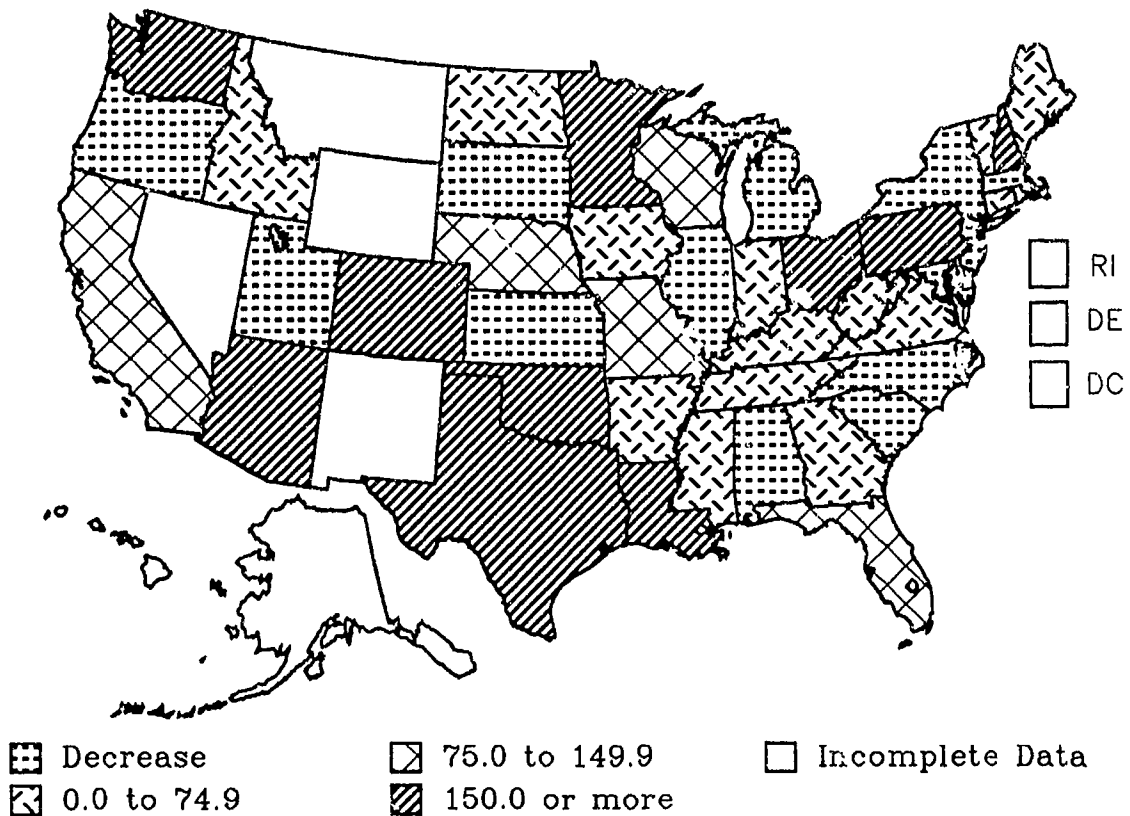 RI
DE
DC
Decrease
0.0 to 74.9
75.0 to 149.9
150.0 or more
Incomplete Data